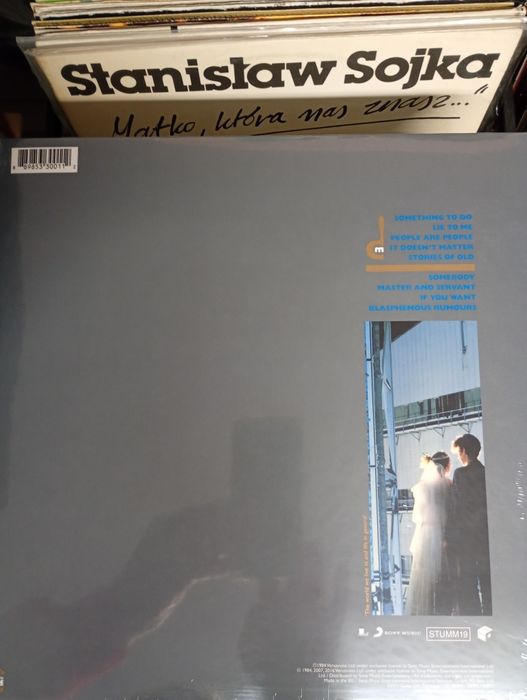 Stanisław Sojka
Matko, która nas znasz..."
SOMETHING TO DO
LIE TO ME
PEOPLE ARE PEOPLE
IT DOESN'T MATTER
STORIES OF OLD
m
SOMEBODY
MASTER AND SERVANT
IF YOU WANT
BLASPHEMOUS RUMOURS
SONY MUSIC
STUMM19